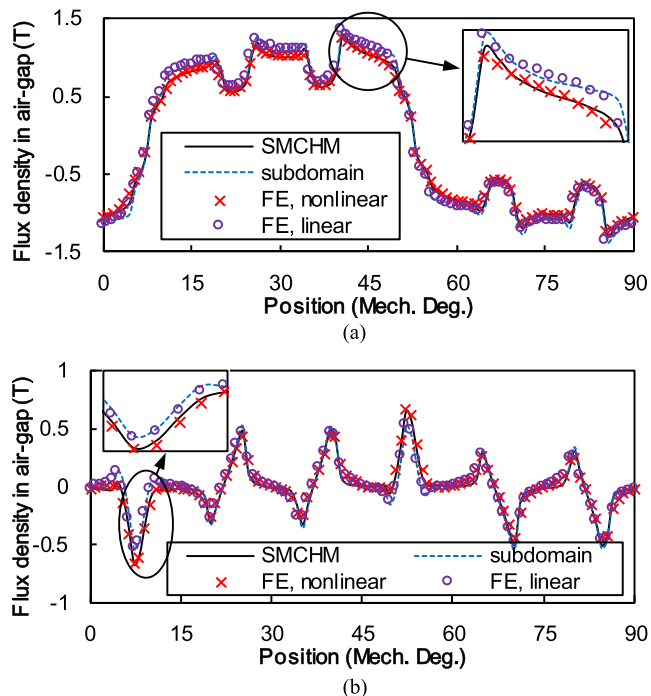 Flux density in air-gap (T)
1.5
0.5
-0.5
-1.5
SMCHM
subdomain
FE, nonlinear
FE, linear
0 15 30 45 60 75 90
Position (Mech. Deg.)
(a)
Flux density in air-gap (T)
1
0.5
0
-0.5
-1
SMCHM subdomain
FE, nonlinear FE, linear
0 15 30 45 60 75 90
Position (Mech. Deg.)
(b)